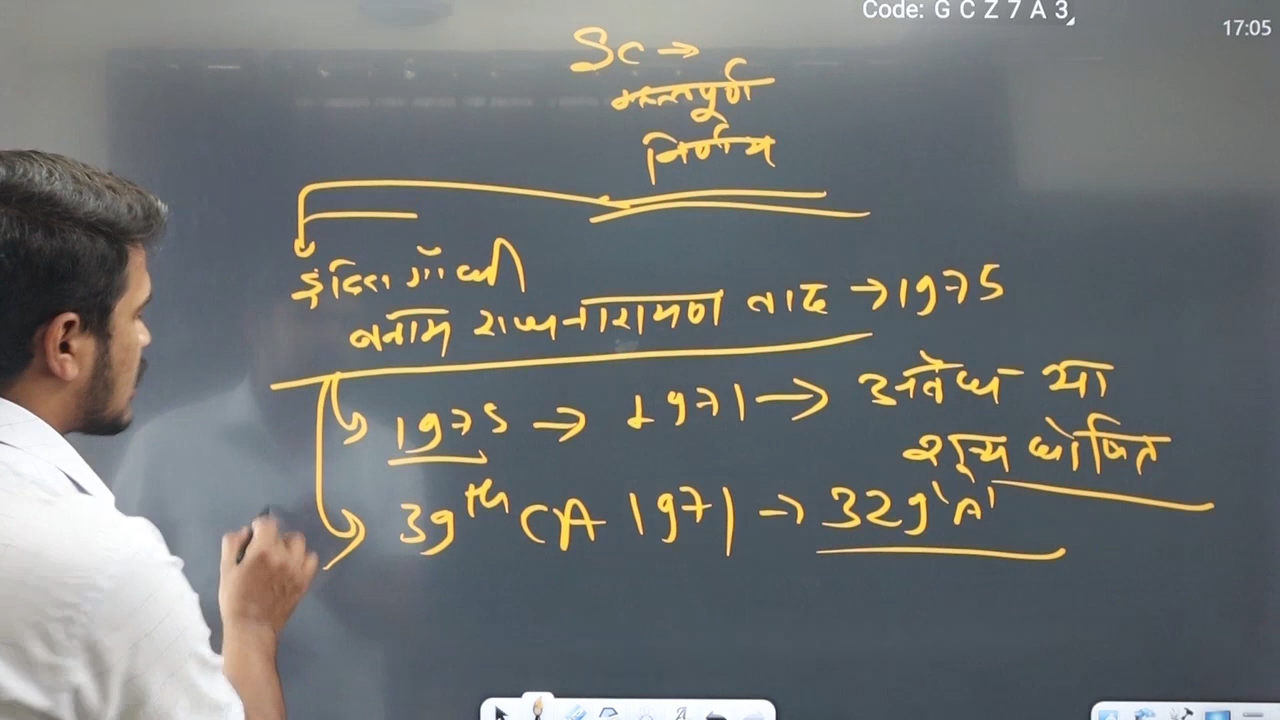 Code: G C Z 7 A 3
17:05
SC →
महत्वपूर्ण
निर्णय
इंदिरा गाँधी
बनाम राजनारायण वाद → 1975
1975 → 1971 → अवैध या
शून्य घोषित
39th CA 1971 → 329'A'